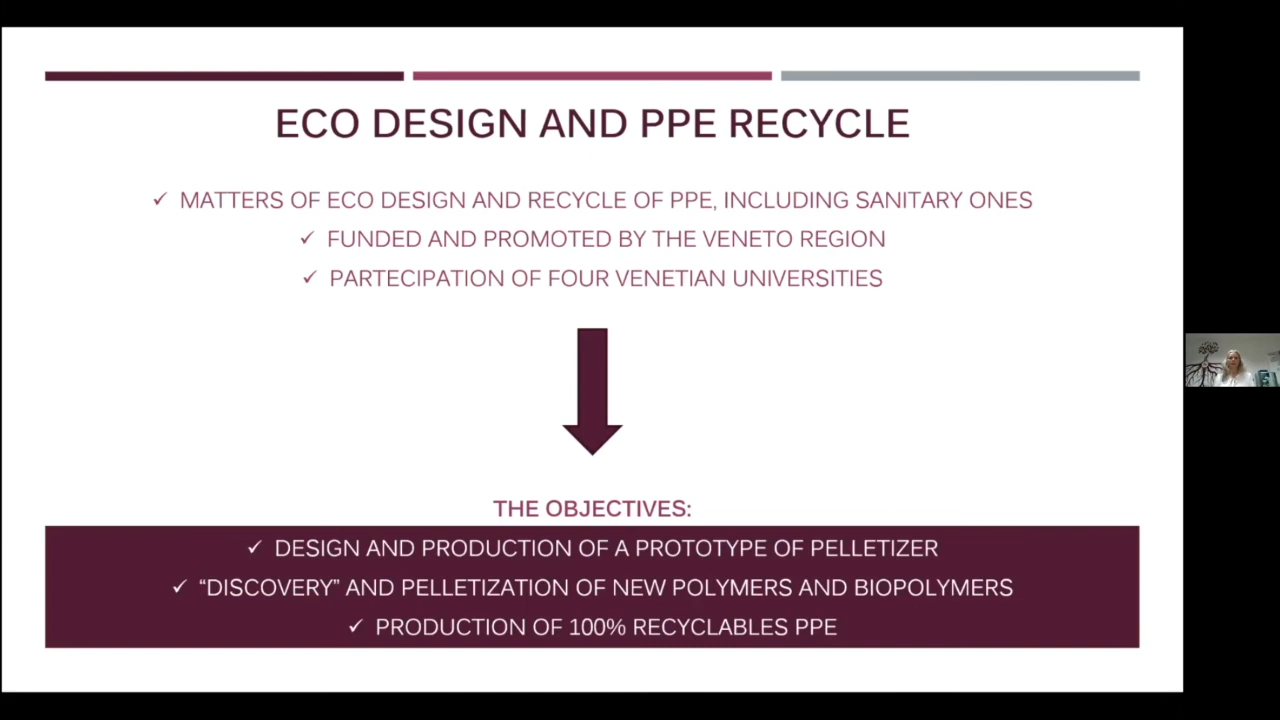 ECO DESIGN AND PPE RECYCLE
✓ MATTERS OF ECO DESIGN AND RECYCLE OF PPE, INCLUDING SANITARY ONES
✓ FUNDED AND PROMOTED BY THE VENETO REGION
✓ PARTECIPATION OF FOUR VENETIAN UNIVERSITIES
THE OBJECTIVES:
✓ DESIGN AND PRODUCTION OF A PROTOTYPE OF PELLETIZER
✓ “DISCOVERY” AND PELLETIZATION OF NEW POLYMERS AND BIOPOLYMERS
✓ PRODUCTION OF 100% RECYCLABLES PPE